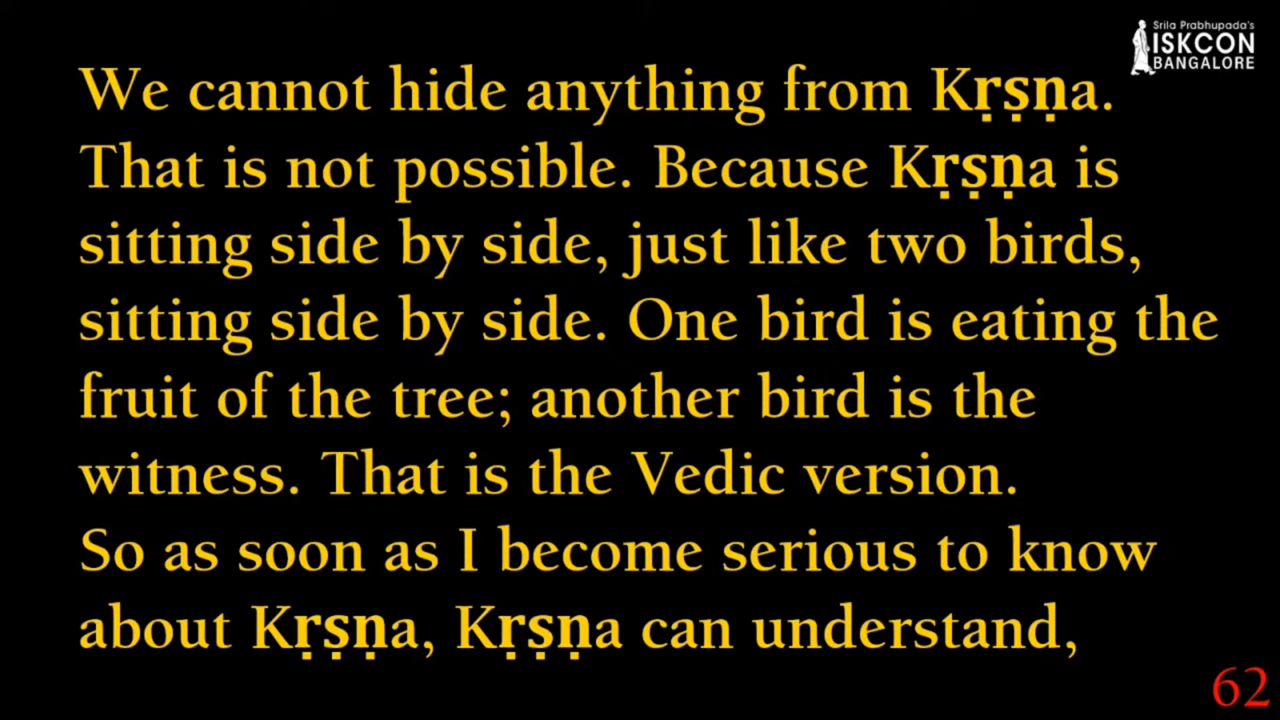 Srila Prabhupada's
ISKCON
BANGALORE
We cannot hide anything from Kṛṣṇa.
That is not possible. Because Kṛṣṇa is
sitting side by side, just like two birds,
sitting side by side. One bird is eating the
fruit of the tree; another bird is the
witness. That is the Vedic version.
So as soon as I become serious to know
about Kṛṣṇa, Kṛṣṇa can understand,
62